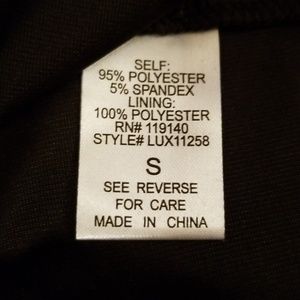 SELF:
95% POLYESTER
5% SPANDEX
LINING:
100% POLYESTER
RN# 119140
STYLE# LUX11258
S
SEE REVERSE
FOR CARE
MADE IN CHINA